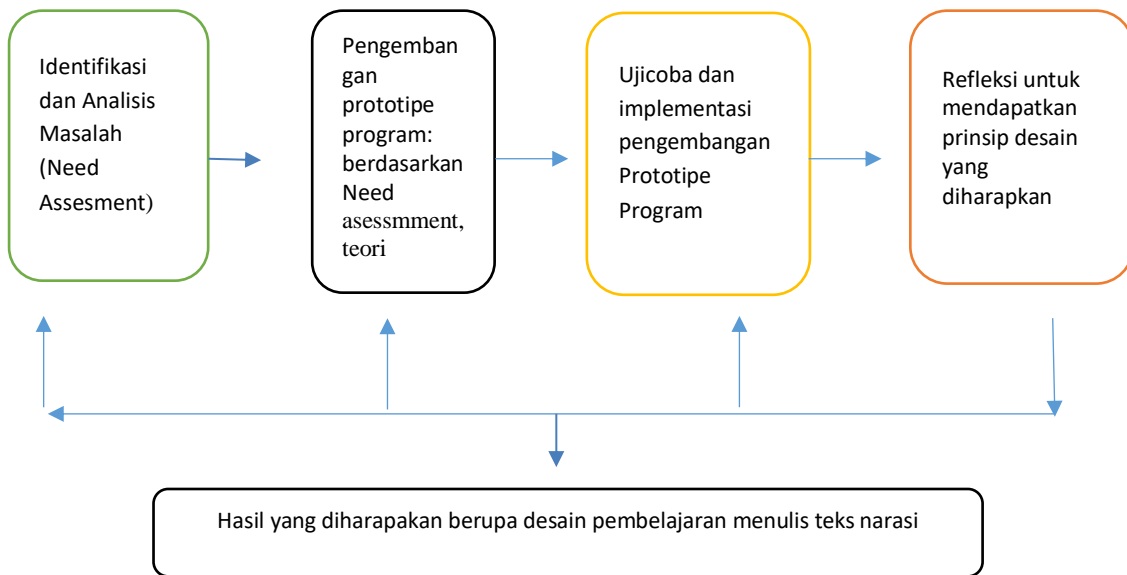 Identifikasi
dan Analisis
Masalah
(Need
Assesment)
Pengemban
gan
prototipe
program:
berdasarkan
Need
asessmment,
teori
Ujicoba dan
implementasi
pengembangan
Prototipe
Program
Refleksi untuk
mendapatkan
prinsip desain
yang
diharapkan
Hasil yang diharapakan berupa desain pembelajaran menulis teks narasi